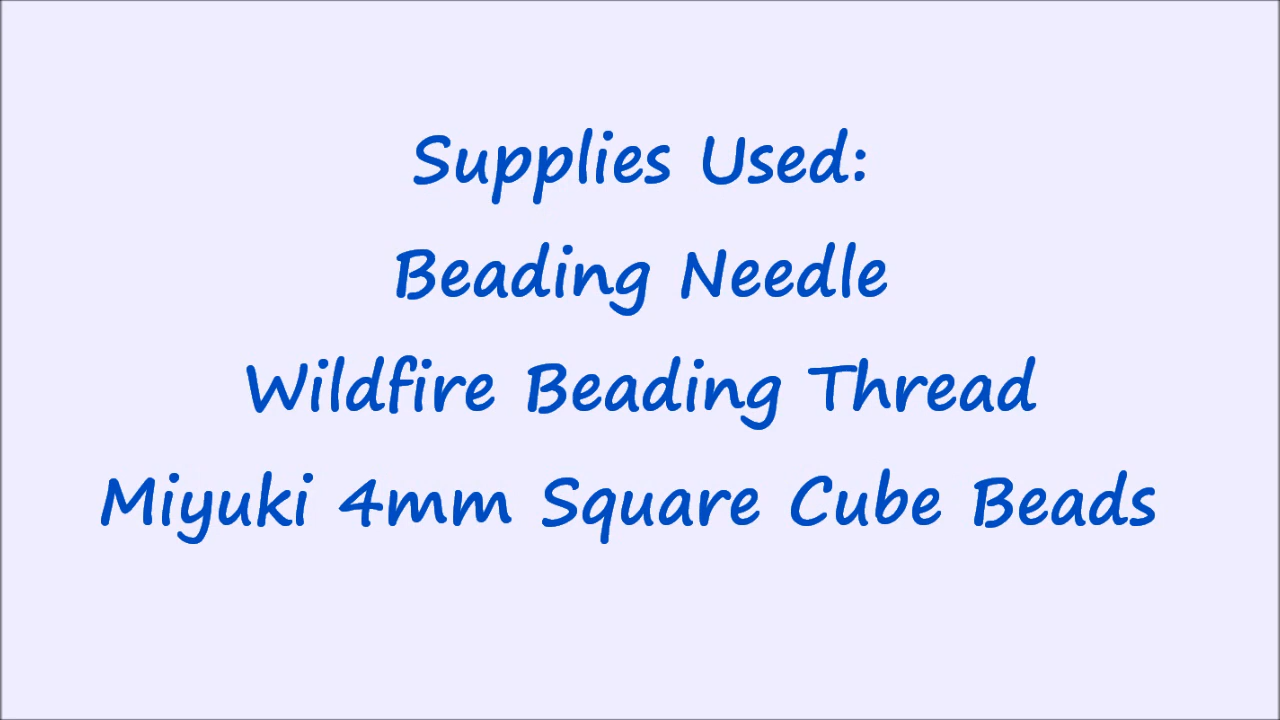 Supplies Used:
Beading Needle
Wildfire Beading Thread
Miyuki 4mm Square Cube Beads